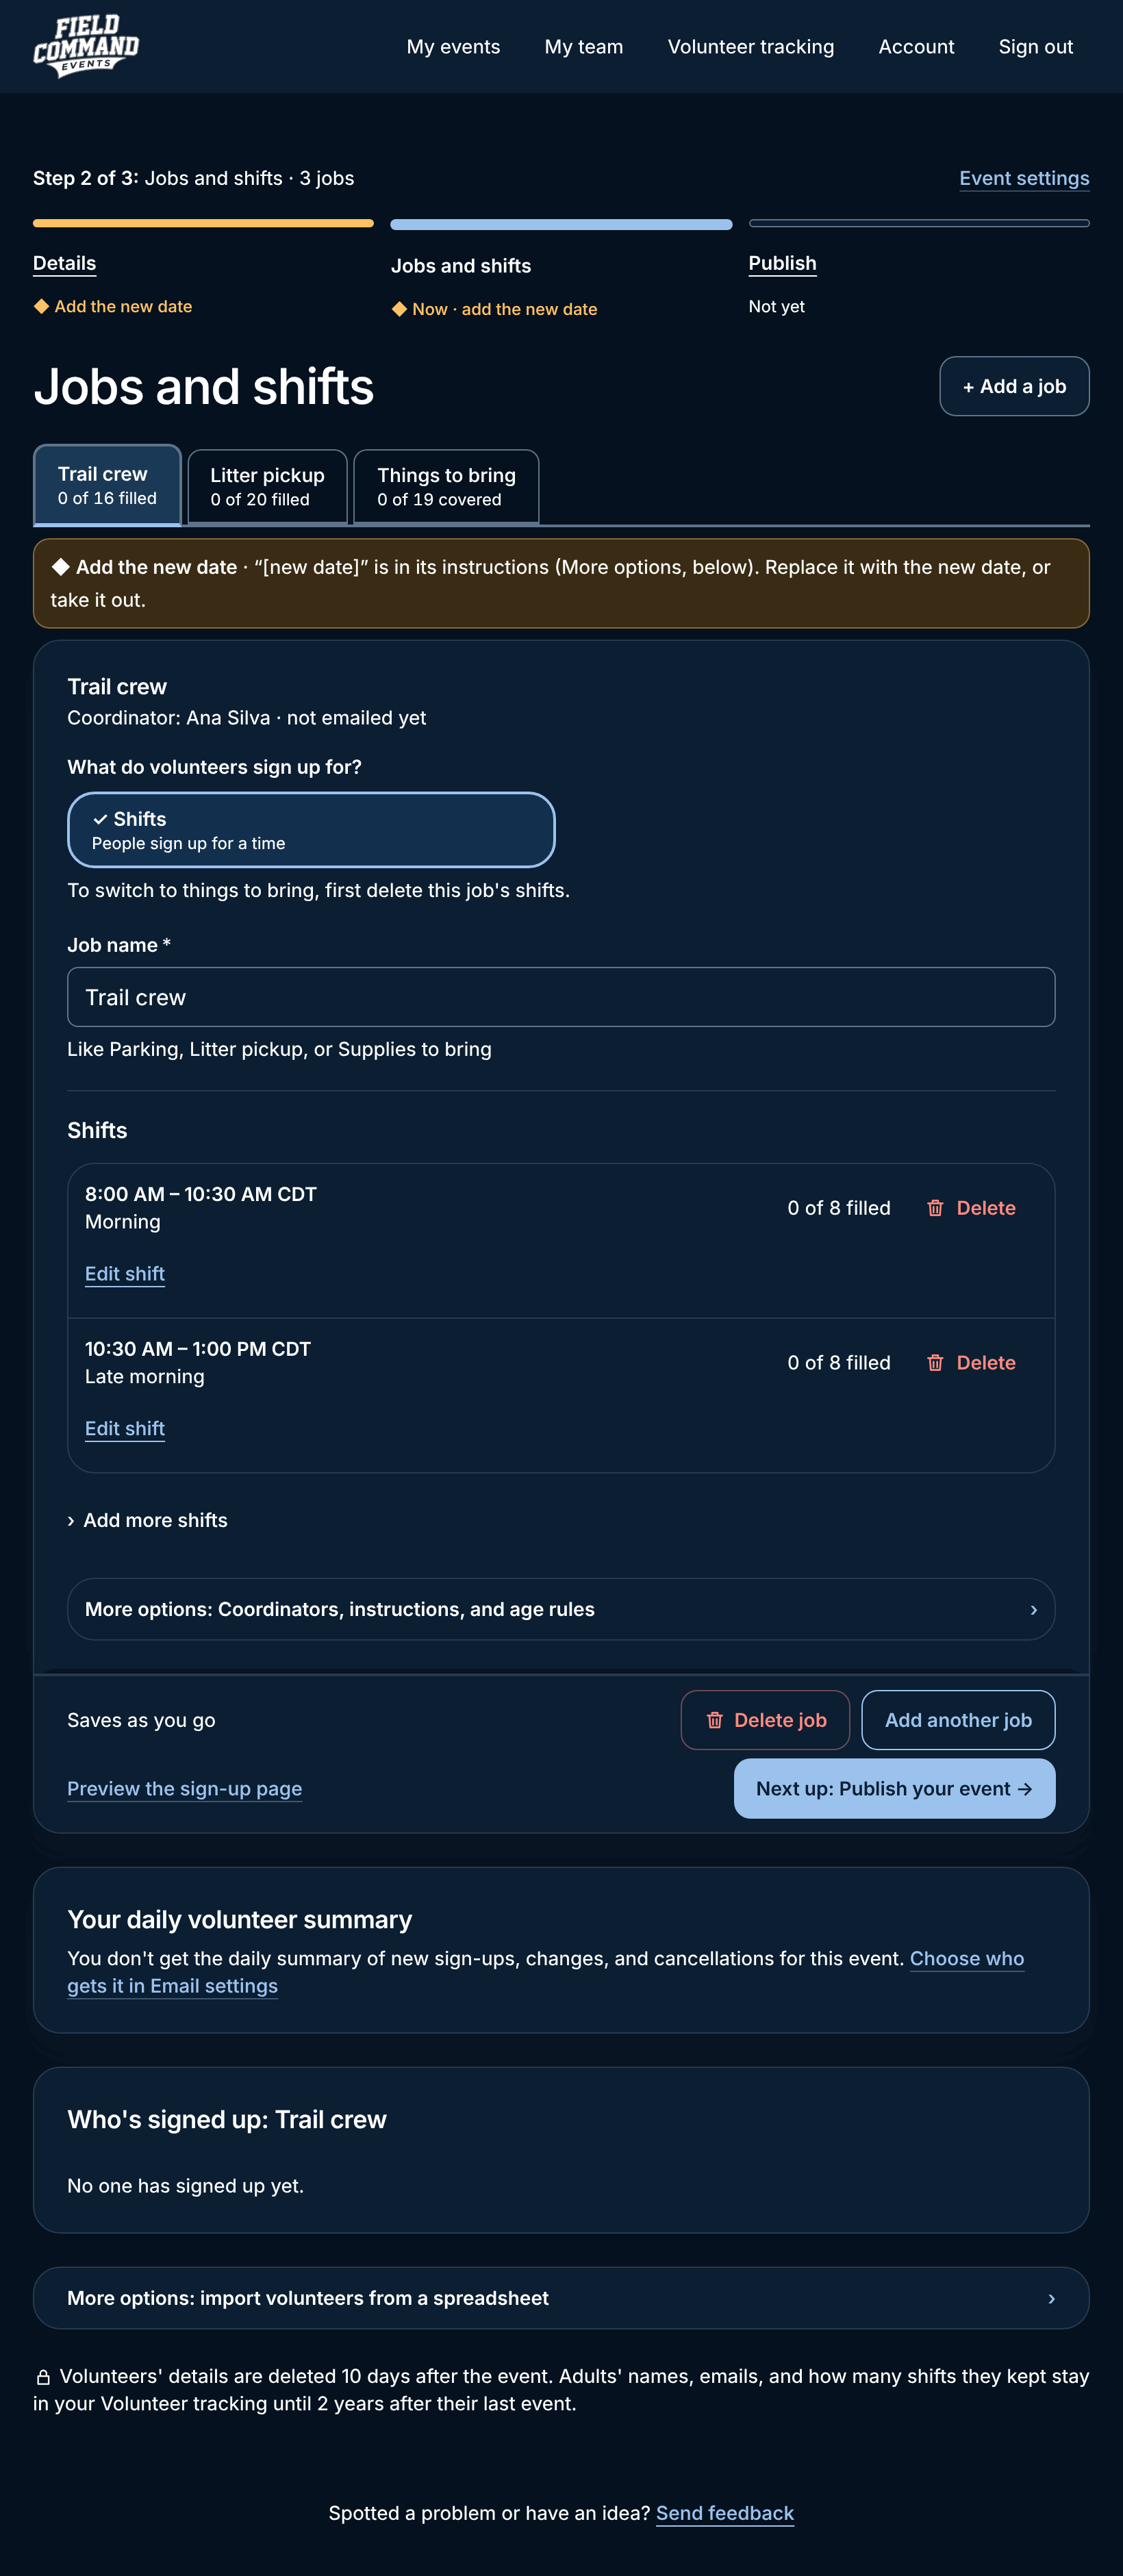 FIELD
COMMAND
EVENTS
My events
My team
Volunteer tracking
Account
Sign out
Step 2 of 3: Jobs and shifts · 3 jobs
Event settings
Details
◆ Add the new date
Jobs and shifts
◆ Now · add the new date
Publish
Not yet
Jobs and shifts
+ Add a job
Trail crew
0 of 16 filled
Litter pickup
0 of 20 filled
Things to bring
0 of 19 covered
◆ Add the new date · “[new date]” is in its instructions (More options, below). Replace it with the new date, or
take it out.
Trail crew
Coordinator: Ana Silva · not emailed yet
What do volunteers sign up for?
✓ Shifts
People sign up for a time
To switch to things to bring, first delete this job's shifts.
Job name *
Trail crew
Like Parking, Litter pickup, or Supplies to bring
Shifts
8:00 AM – 10:30 AM CDT
Morning
0 of 8 filled
Delete
Edit shift
10:30 AM – 1:00 PM CDT
Late morning
0 of 8 filled
Delete
Edit shift
› Add more shifts
More options: Coordinators, instructions, and age rules ›
Saves as you go
Delete job
Add another job
Preview the sign-up page
Next up: Publish your event →
Your daily volunteer summary
You don't get the daily summary of new sign-ups, changes, and cancellations for this event. Choose who
gets it in Email settings
Who's signed up: Trail crew
No one has signed up yet.
More options: import volunteers from a spreadsheet ›
Volunteers' details are deleted 10 days after the event. Adults' names, emails, and how many shifts they kept stay
in your Volunteer tracking until 2 years after their last event.
Spotted a problem or have an idea? Send feedback